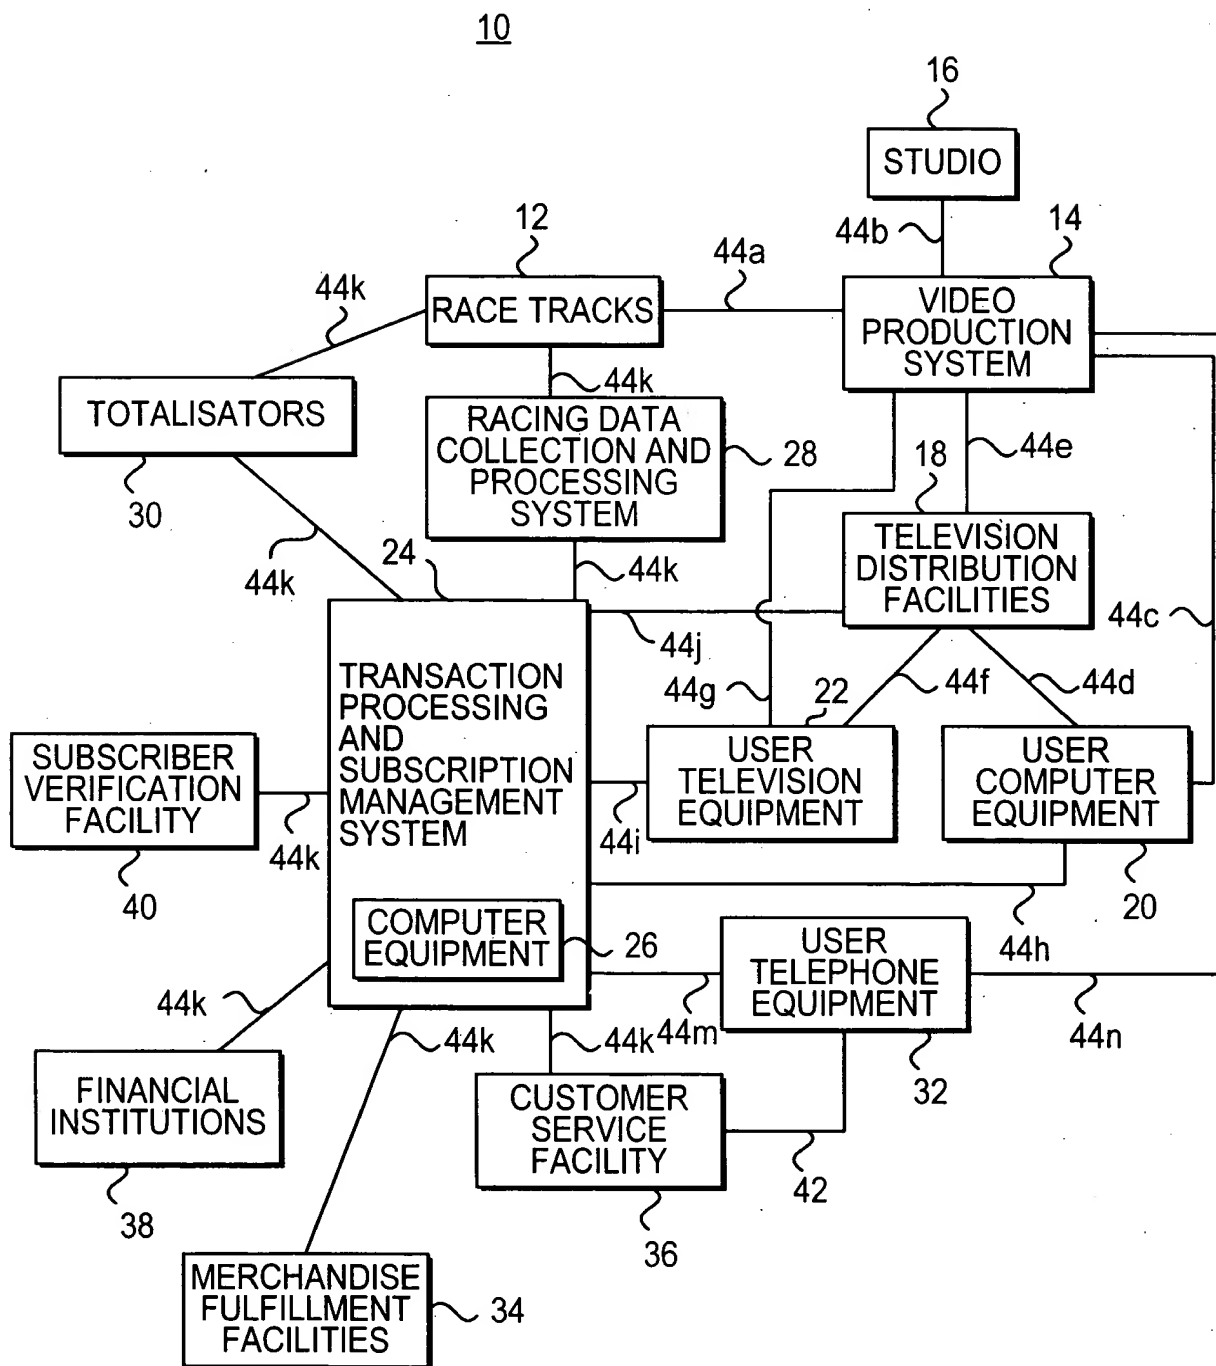 10
16
STUDIO
12
44b
14
44a
44k
RACE TRACKS
VIDEO
PRODUCTION
SYSTEM
44k
TOTALISATORS
RACING DATA
COLLECTION AND
PROCESSING
SYSTEM
28
44e
18
30
TELEVISION
DISTRIBUTION
FACILITIES
44k
24
44k
44c
44j
TRANSACTION
PROCESSING
AND
SUBSCRIPTION
MANAGEMENT
SYSTEM
44g
44f
44d
22
SUBSCRIBER
VERIFICATION
FACILITY
USER
TELEVISION
EQUIPMENT
USER
COMPUTER
EQUIPMENT
44k
44i
40
20
COMPUTER
EQUIPMENT
26
USER
TELEPHONE
EQUIPMENT
44h
44k
44k
44k
44m
44n
FINANCIAL
INSTITUTIONS
CUSTOMER
SERVICE
FACILITY
32
42
38
36
MERCHANDISE
FULFILLMENT
FACILITIES
34